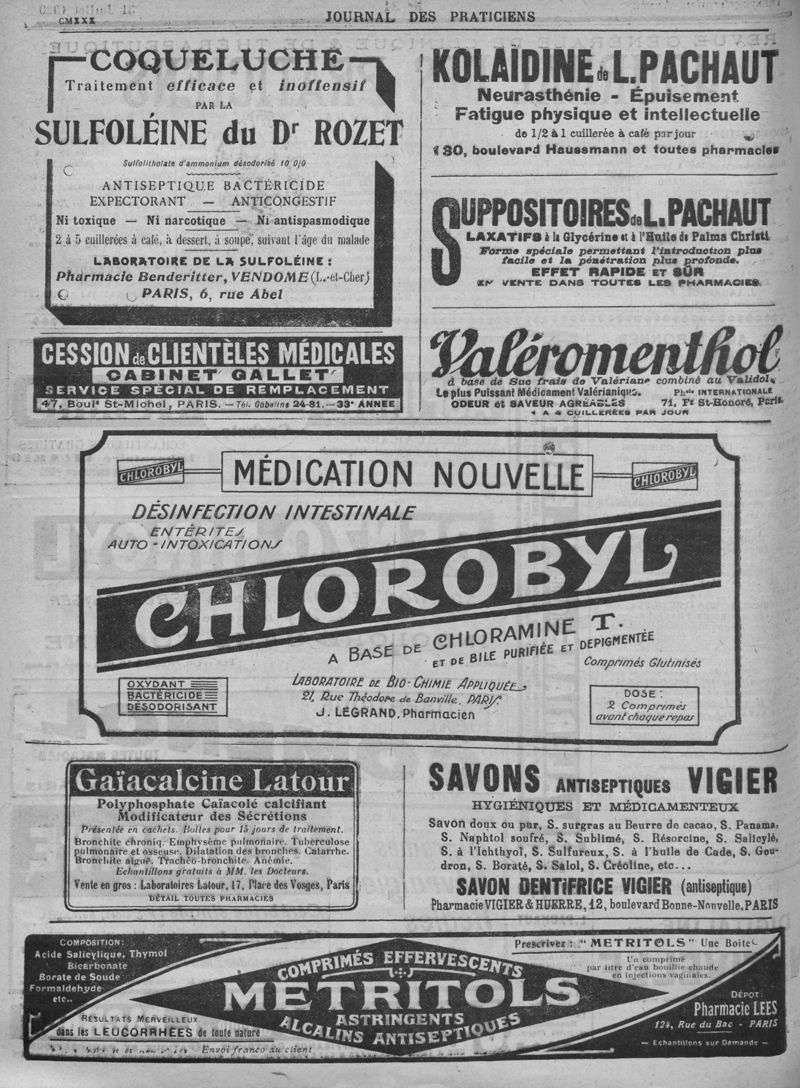 CMXXX
JOURNAL DES PRATICIENS
COQUELUCHE
Traitement efficace et inoffensif
PAR LA
SULFOLÉINE du Dr ROZET
Sulfolitholate d'ammonium désodorisé 10 0/0
ANTISEPTIQUE BACTÉRICIDE
EXPECTORANT — ANTICONGESTIF
Ni toxique — Ni narcotique — Ni antispasmodique
2 à 5 cuillerées à café, à dessert, à soupe, suivant l'âge du malade
LABORATOIRE DE LA SULFOLÉINE :
Pharmacie Benderitter, VENDOME (L.-et-Cher)
PARIS, 6, rue Abel
CESSION de CLIENTÈLES MÉDICALES
CABINET GALLET
SERVICE SPÉCIAL DE REMPLACEMENT
47, Boulᵈ St-Michel, PARIS. — Tél. Gobelins 24-81. — 33ᵉ ANNÉE
KOLAÏDINE de L. PACHAUT
Neurasthénie - Épuisement
Fatigue physique et intellectuelle
de 1/2 à 1 cuillerée à café par jour
130, boulevard Haussmann et toutes pharmacies
SUPPOSITOIRES de L. PACHAUT
LAXATIFS à la Glycérine et à l'Huile de Palma Christi
Forme spéciale permettant l'introduction plus
facile et la pénétration plus profonde.
EFFET RAPIDE ET SÛR
EN VENTE DANS TOUTES LES PHARMACIES.
Valéromenthol
à base de Suc frais de Valériane combiné au Validol.
Le plus Puissant Médicament Valérianique. Phⁱᵉ INTERNATIONALE
ODEUR et SAVEUR AGRÉABLES 71, Fᵍ St-Honoré, Paris.
1 A 4 CUILLERÉES PAR JOUR
CHLOROBYL
MÉDICATION NOUVELLE
CHLOROBYL
DÉSINFECTION INTESTINALE
ENTÉRITES
AUTO-INTOXICATIONS
CHLOROBYL
A BASE DE CHLORAMINE T.
ET DE BILE PURIFIÉE ET DÉPIGMENTÉE
Comprimés Glutinisés
OXYDANT
BACTÉRICIDE
DÉSODORISANT
LABORATOIRE DE BIO-CHIMIE APPLIQUÉE
21, Rue Théodore de Banville, PARIS.
J. LEGRAND, Pharmacien
DOSE :
2 Comprimés
avant chaque repas
Gaïacalcine Latour
Polyphosphate Gaïacolé calcifiant
Modificateur des Sécrétions
Présentée en cachets. Boîtes pour 15 jours de traitement.
Bronchite chroniq. Emphysème pulmonaire. Tuberculose
pulmonaire et osseuse. Dilatation des bronches. Catarrhe.
Bronchite aiguë. Trachéo-bronchite. Anémie.
Echantillons gratuits à MM. les Docteurs.
Vente en gros : Laboratoires Latour, 17, Place des Vosges, Paris
DÉTAIL TOUTES PHARMACIES
SAVONS ANTISEPTIQUES VIGIER
HYGIÉNIQUES ET MÉDICAMENTEUX
Savon doux ou pur, S. surgras au Beurre de cacao, S. Panama,
S. Naphtol soufré, S. Sublimé, S. Résorcine, S. Salicylé,
S. à l'Ichthyol, S. Sulfureux, S. à l'huile de Cade, S. Gou-
dron, S. Boraté, S. Salol, S. Créoline, etc...
SAVON DENTIFRICE VIGIER (antiseptique)
Pharmacie VIGIER & HUERRE, 12, boulevard Bonne-Nouvelle, PARIS
COMPOSITION:
Acide Salicylique, Thymol
Bicarbonate
Borate de Soude
Formaldehyde
etc..
RÉSULTATS MERVEILLEUX
dans les LEUCORRHÉES de toute nature
Envoi franco au client
COMPRIMÉS EFFERVESCENTS
METRITOLS
ASTRINGENTS
ALCALINS ANTISEPTIQUES
Prescrivez : "METRITOLS" Une Boîte
Un comprimé
par litre d'eau bouillie chaude
en injections vaginales.
DÉPOT :
Pharmacie LEES
124, Rue du Bac - PARIS
— Echantillons sur Demande —